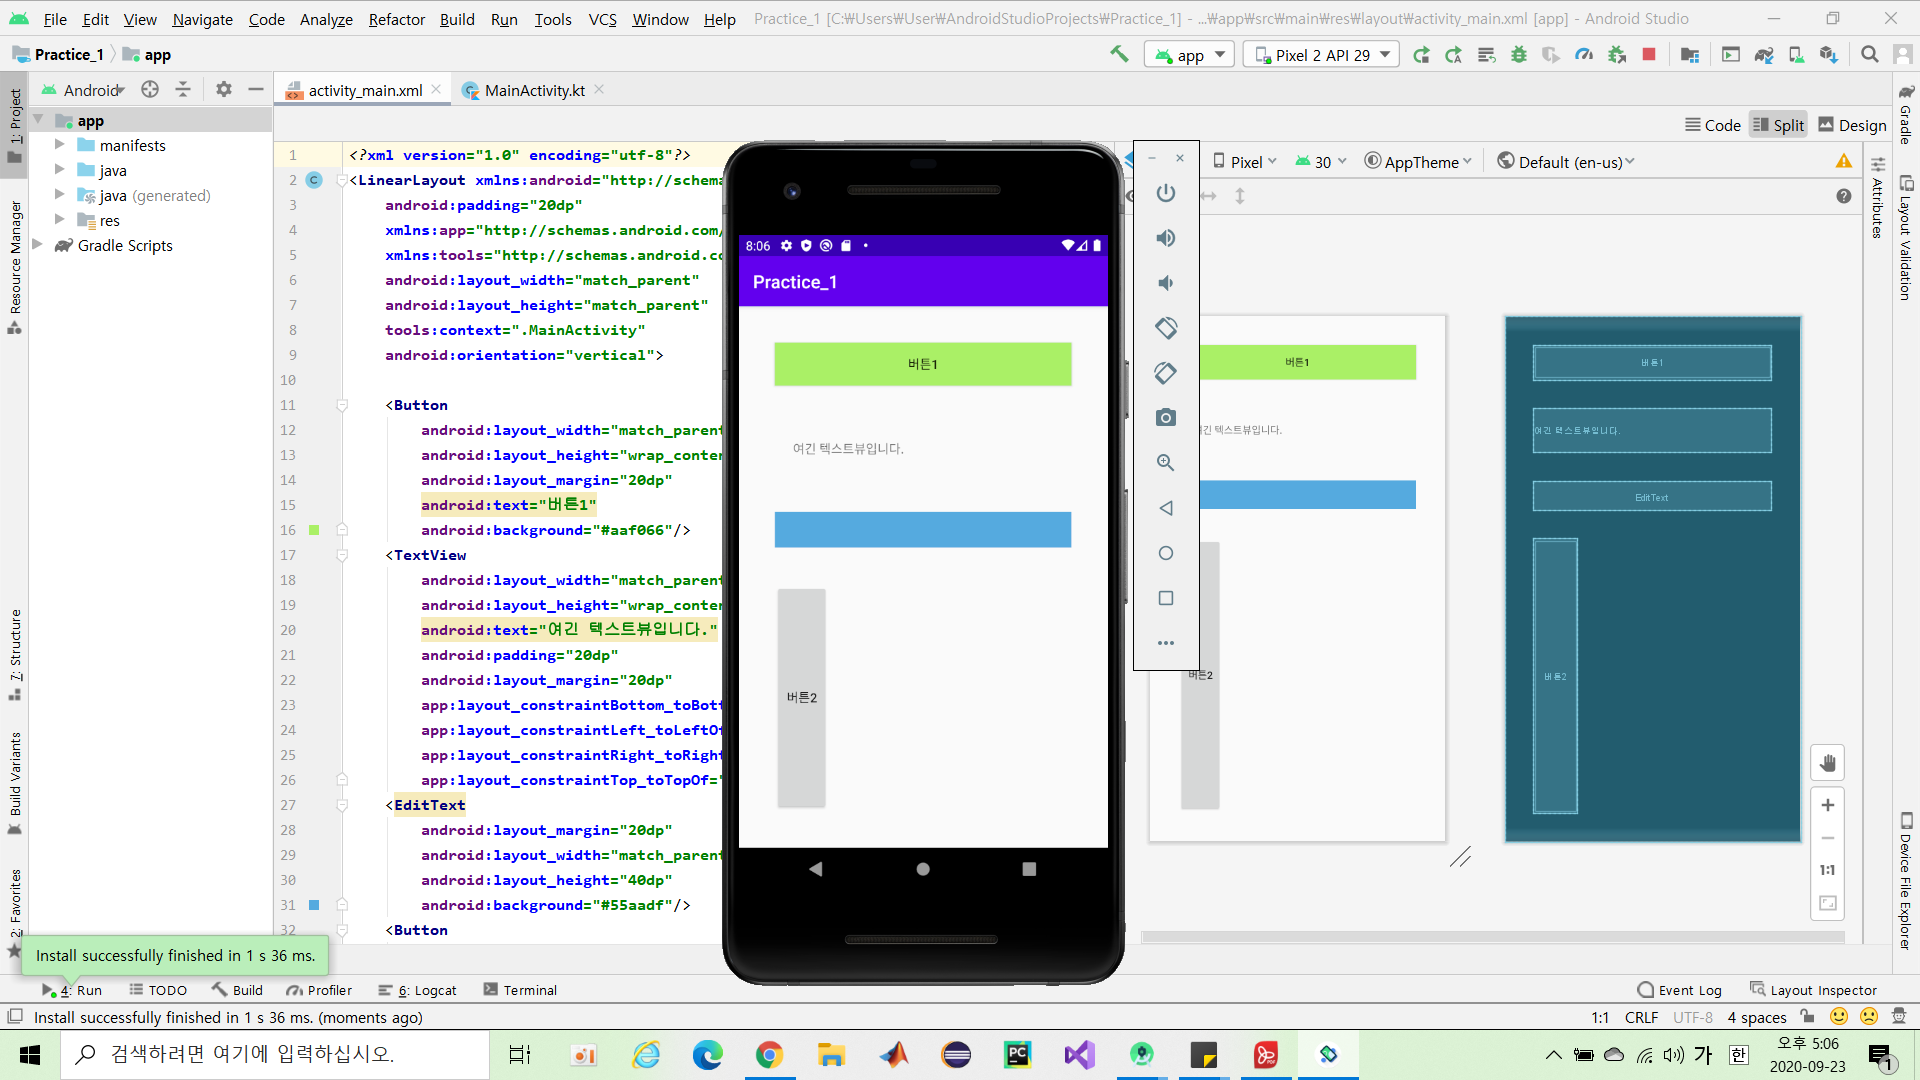 File Edit View Navigate Code Analyze Refactor Build Run Tools VCS Window Help Practice_1 [C:₩Users₩User₩AndroidStudioProjects₩Practice_1] - ...₩app₩src₩main₩res₩layout₩activity_main.xml [app] - Android Studio
Practice_1 app
app Pixel 2 API 29
Android
activity_main.xml MainActivity.kt
Code Split Design
1: Project
Resource Manager
7: Structure
Build Variants
2: Favorites
app
manifests
java
java (generated)
res
Gradle Scripts
1 <?xml version="1.0" encoding="utf-8"?>
2 <LinearLayout xmlns:android="http://schema
3 android:padding="20dp"
4 xmlns:app="http://schemas.android.com/
5 xmlns:tools="http://schemas.android.co
6 android:layout_width="match_parent"
7 android:layout_height="match_parent"
8 tools:context=".MainActivity"
9 android:orientation="vertical">
10
11 <Button
12 android:layout_width="match_parent
13 android:layout_height="wrap_conten
14 android:layout_margin="20dp"
15 android:text="버튼1"
16 android:background="#aaf066"/>
17 <TextView
18 android:layout_width="match_parent
19 android:layout_height="wrap_conten
20 android:text="여긴 텍스트뷰입니다."
21 android:padding="20dp"
22 android:layout_margin="20dp"
23 app:layout_constraintBottom_toBott
24 app:layout_constraintLeft_toLeftOf
25 app:layout_constraintRight_toRight
26 app:layout_constraintTop_toTopOf="
27 <EditText
28 android:layout_margin="20dp"
29 android:layout_width="match_parent
30 android:layout_height="40dp"
31 android:background="#55aadf"/>
32 <Button
8:06
Practice_1
버튼1
여긴 텍스트뷰입니다.
버튼2
Pixel 30 AppTheme Default (en-us)
버튼1
긴 텍스트뷰입니다.
버튼2
버튼1
여긴 텍스트뷰입니다.
EditText
버튼2
1:1
Gradle
Attributes
Layout Validation
Device File Explorer
Install successfully finished in 1 s 36 ms.
4: Run TODO Build Profiler 6: Logcat Terminal Event Log Layout Inspector
Install successfully finished in 1 s 36 ms. (moments ago) 1:1 CRLF UTF-8 4 spaces
검색하려면 여기에 입력하십시오.
PC
가 한
오후 5:06
2020-09-23
1